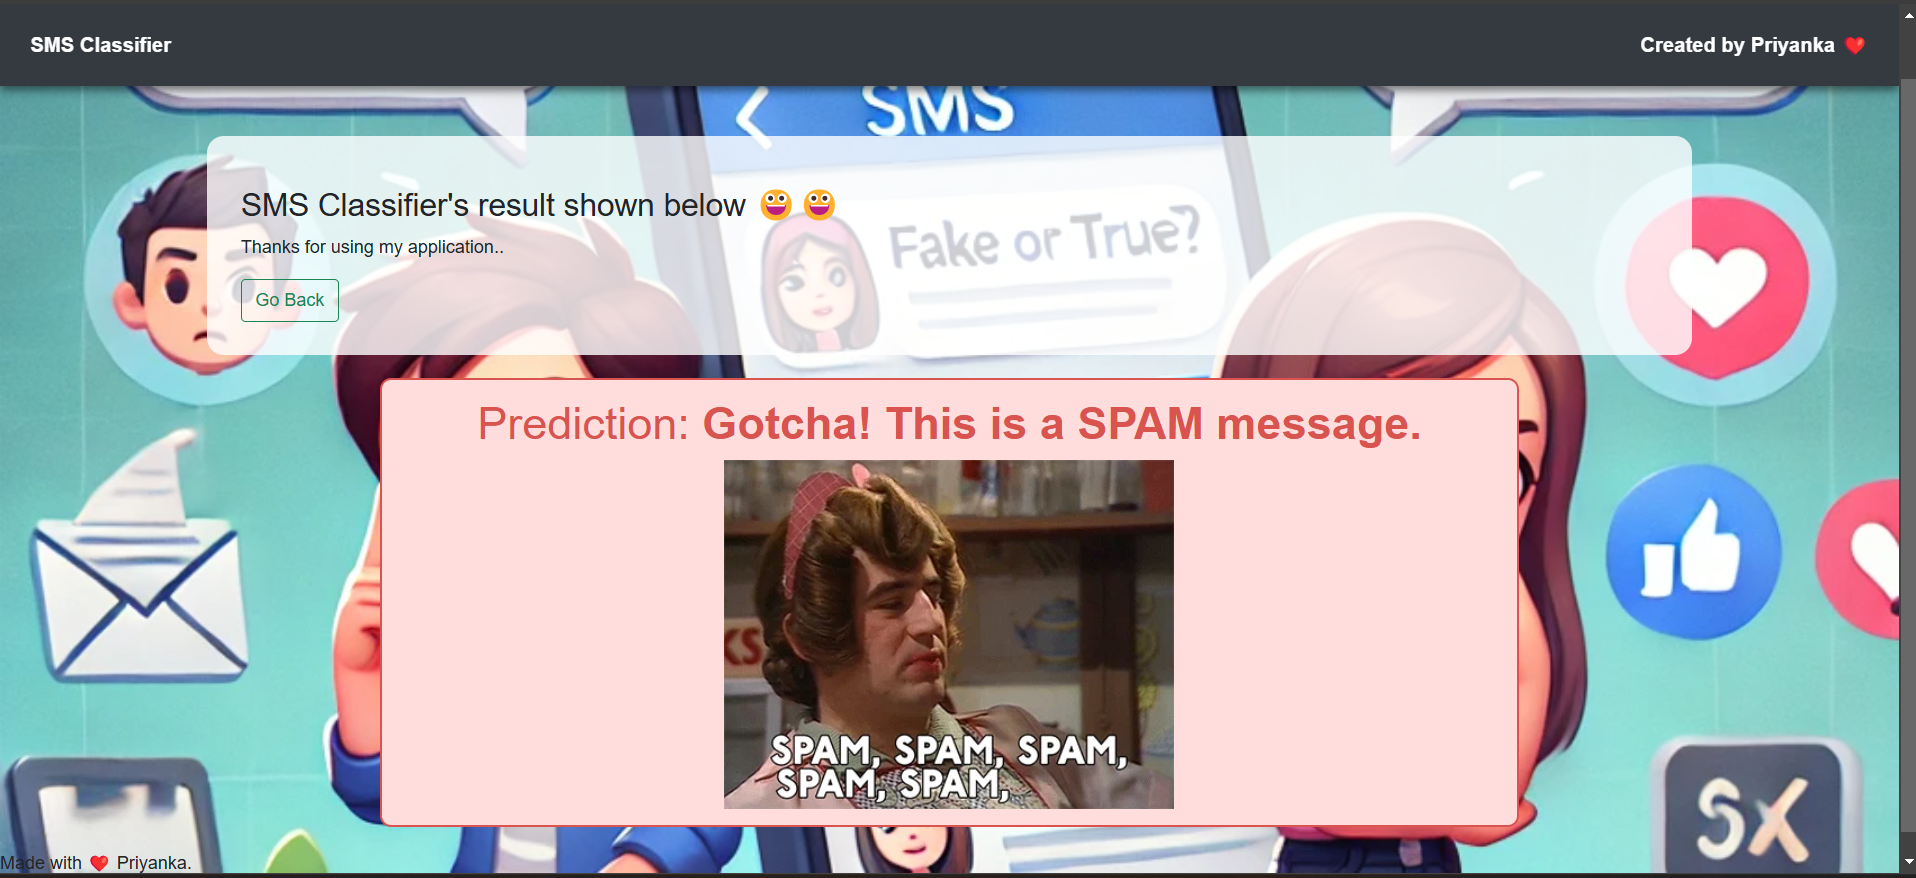 SMS Classifier
Created by Priyanka ❤️
SMS
SMS Classifier's result shown below 😀 😀
Thanks for using my application..
Go Back
Fake or True?
Prediction: Gotcha! This is a SPAM message.
KS
SPAM, SPAM, SPAM,
SPAM, SPAM,
SX
Made with ❤️ Priyanka.